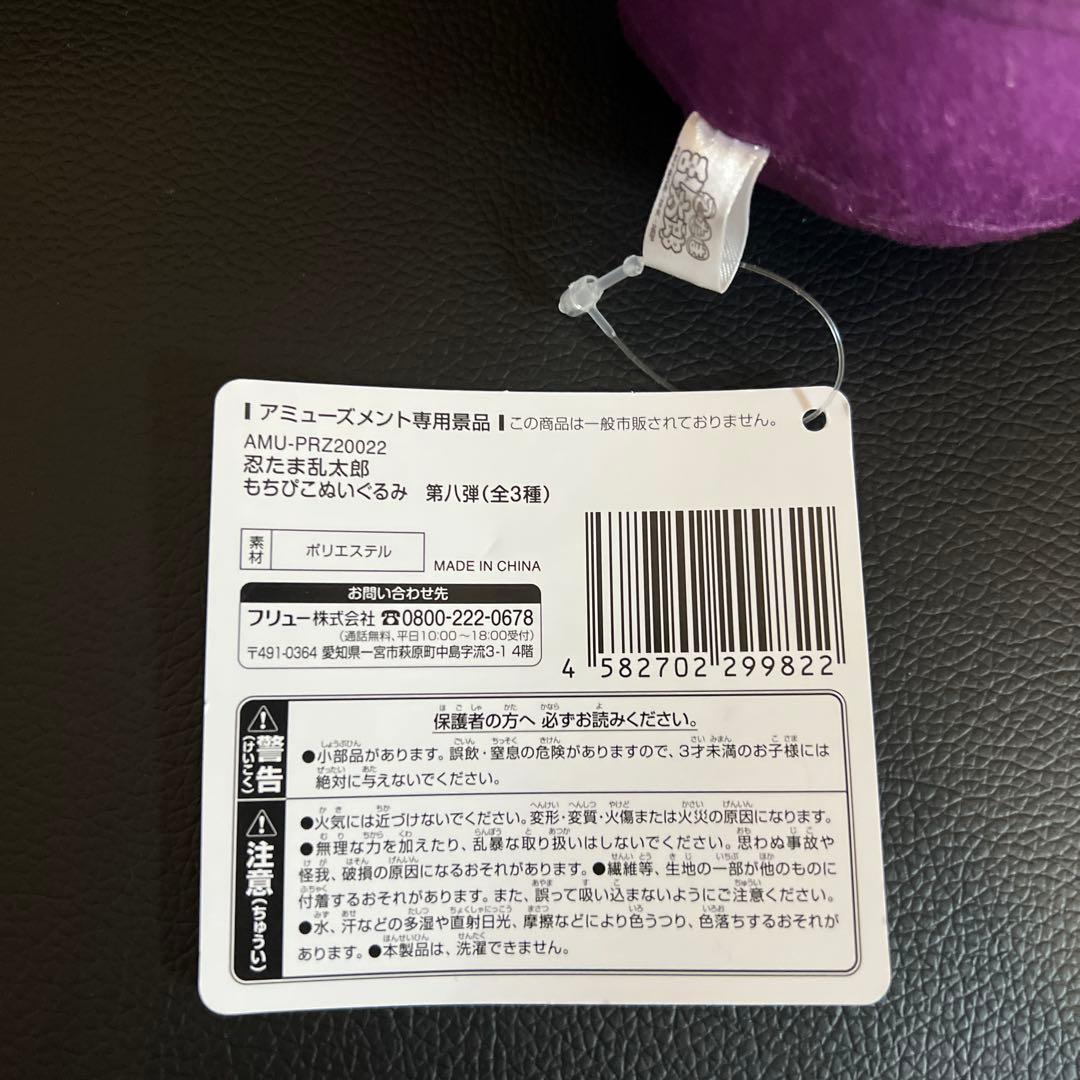 忍たま
乱太郎
アミューズメント専用景品 この商品は一般市販されておりません。
AMU-PRZ20022
忍たま乱太郎
もちぴこぬいぐるみ 第八弾(全3種)
素材 ポリエステル
MADE IN CHINA
お問い合わせ先
フリュー株式会社 ☎0800-222-0678
(通話無料、平日10:00〜18:00受付)
〒491-0364 愛知県一宮市萩原町中島字流3-1 4階
4 582702 299822
⚠警告(けいこく)
保護者の方へ 必ずお読みください。
●小部品があります。誤飲・窒息の危険がありますので、3才未満のお子様には
絶対に与えないでください。
⚠注意(ちゅうい)
●火気には近づけないでください。変形・変質・火傷または火災の原因になります。
●無理な力を加えたり、乱暴な取り扱いはしないでください。思わぬ事故や
怪我、破損の原因になるおそれがあります。●繊維等、生地の一部が他のものに
付着するおそれがあります。また、誤って吸い込まないようにご注意ください。
●水、汗などの多湿や直射日光、摩擦などにより色うつり、色落ちするおそれが
あります。●本製品は、洗濯できません。